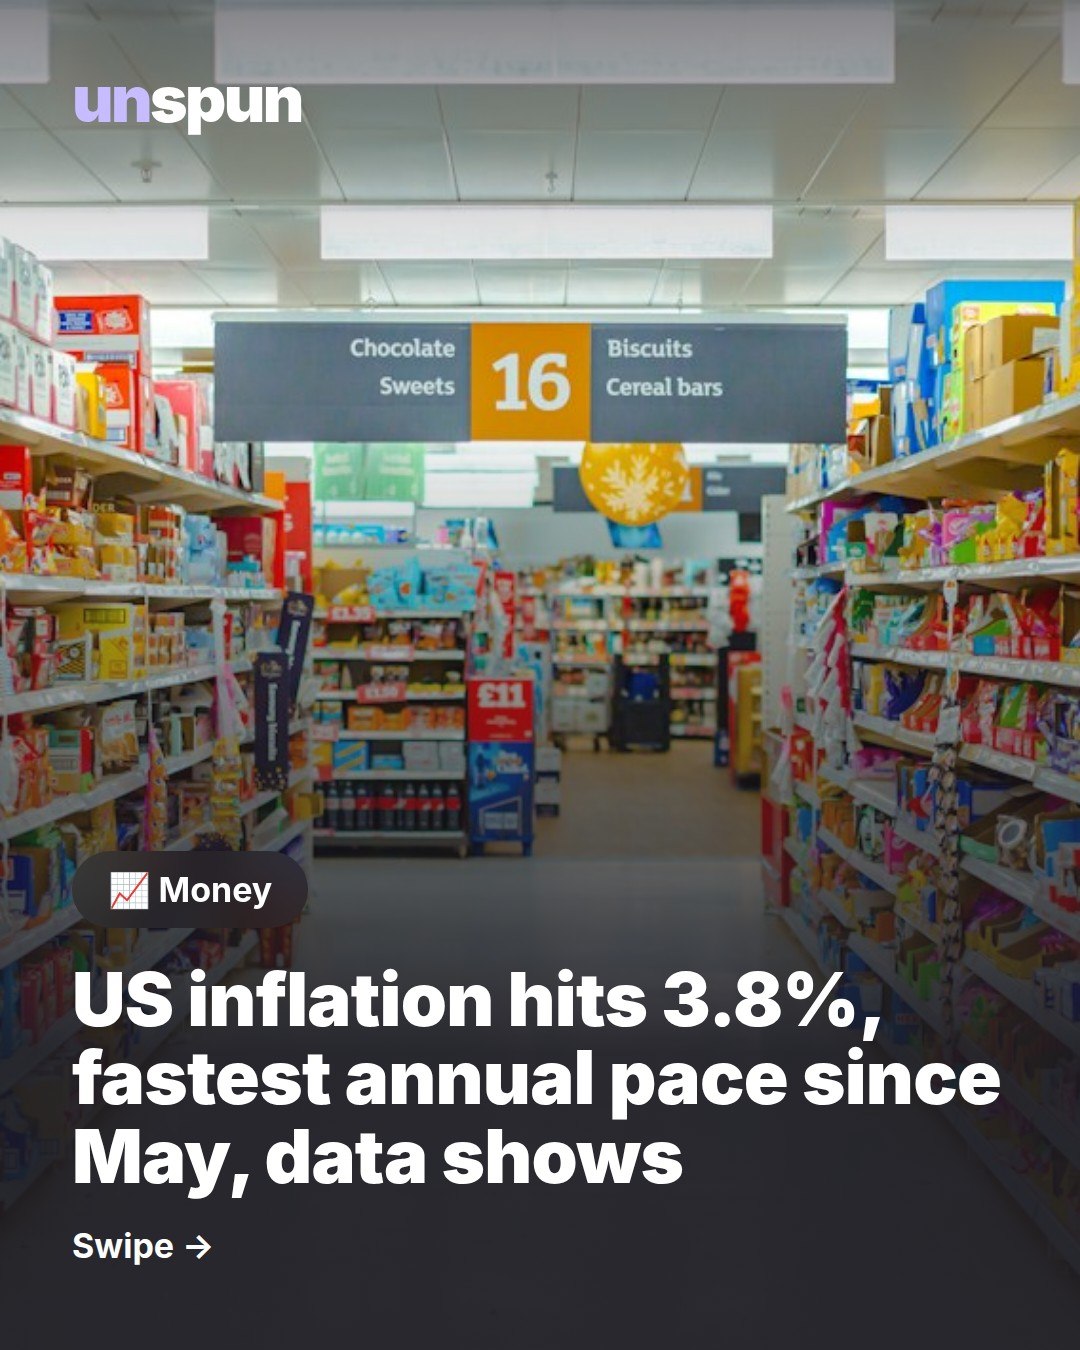 unspun
Chocolate
Sweets
16
Biscuits
Cereal bars
£11
Money
US inflation hits 3.8%,
fastest annual pace since
May, data shows
Swipe →